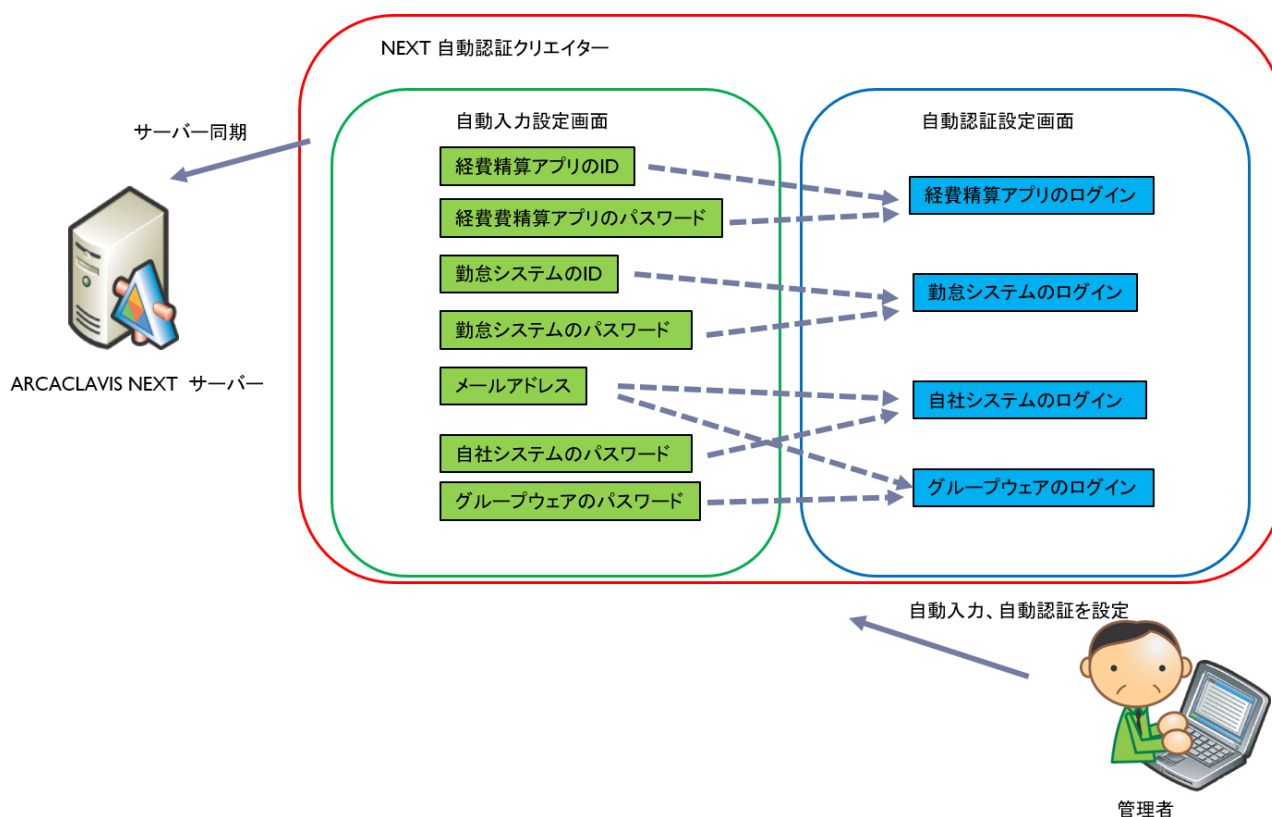 NEXT 自動認証クリエイター
サーバー同期
自動入力設定画面
自動認証設定画面
経費精算アプリのID
経費費精算アプリのパスワード
勤怠システムのID
勤怠システムのパスワード
メールアドレス
自社システムのパスワード
グループウェアのパスワード
経費精算アプリのログイン
勤怠システムのログイン
自社システムのログイン
グループウェアのログイン
ARCACLAVIS NEXT サーバー
自動入力、自動認証を設定
管理者